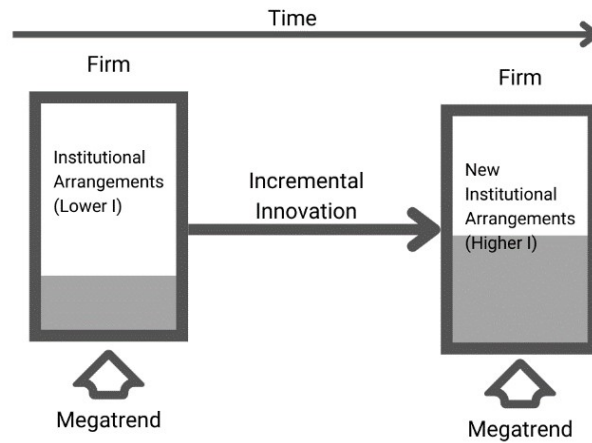 Time
Firm
Firm
Institutional
Arrangements
(Lower I)
Incremental
Innovation
New
Institutional
Arrangements
(Higher I)
Megatrend
Megatrend